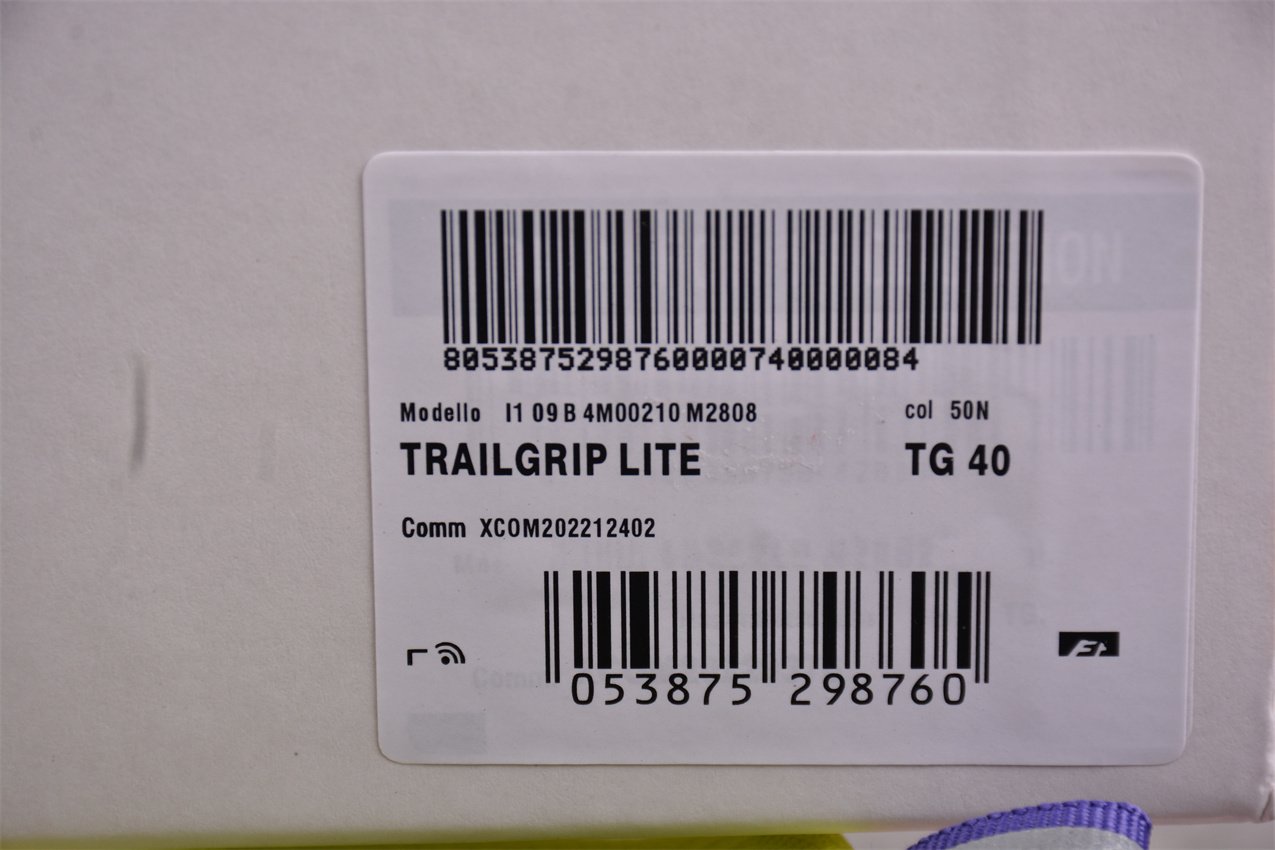 8053875298760000740000084
Modello I1 09 B 4M00210 M2808 col 50N
TRAILGRIP LITE TG 40
Comm XCOM202212402
053875 298760